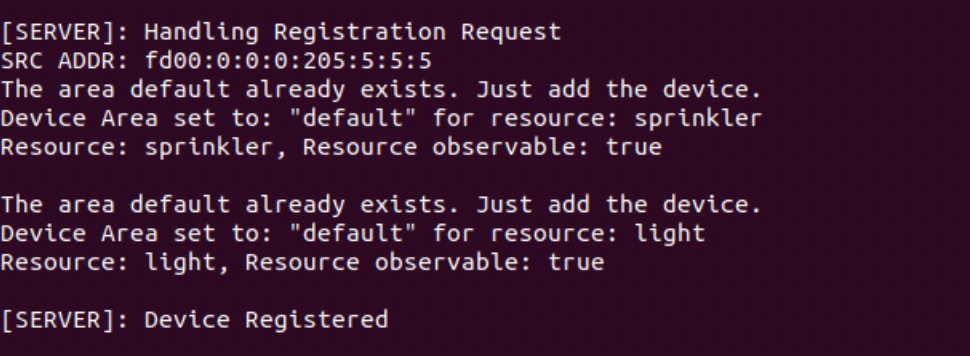 [SERVER]: Handling Registration Request
SRC ADDR: fd00:0:0:0:205:5:5:5
The area default already exists. Just add the device.
Device Area set to: "default" for resource: sprinkler
Resource: sprinkler, Resource observable: true
The area default already exists. Just add the device.
Device Area set to: "default" for resource: light
Resource: light, Resource observable: true
[SERVER]: Device Registered